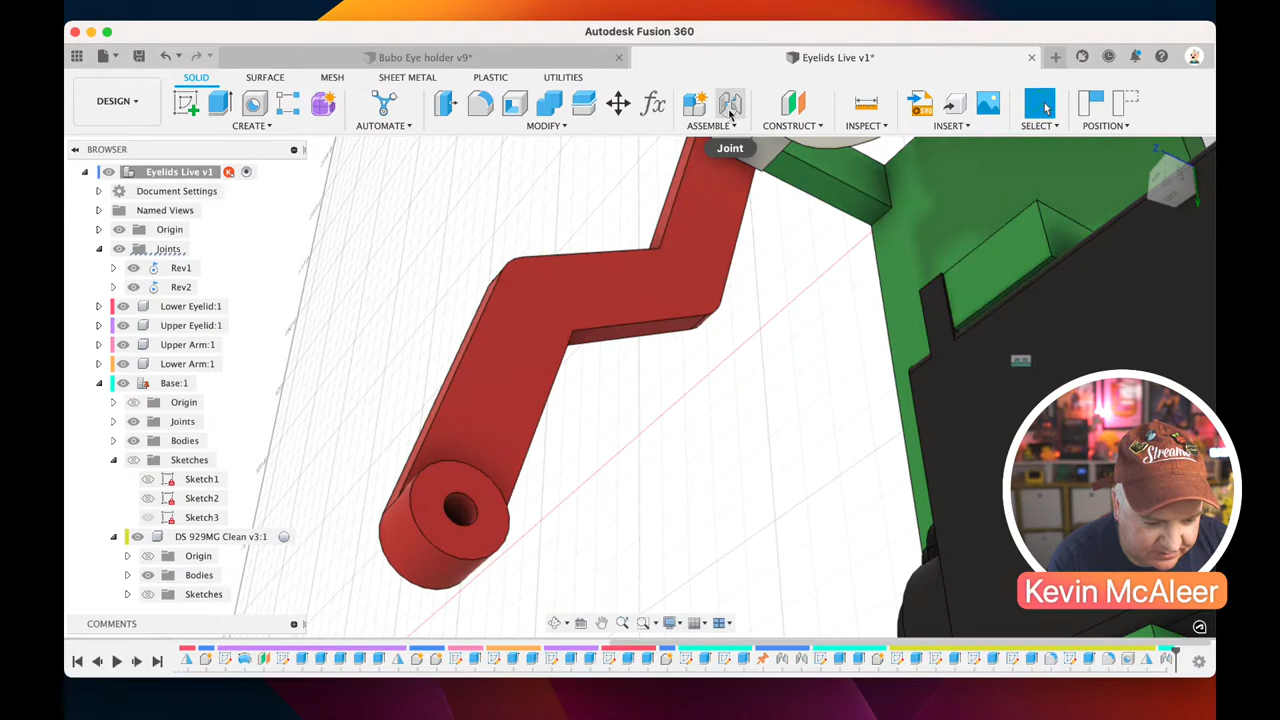 Autodesk Fusion 360
Bubo Eye holder v9*
Eyelids Live v1*
DESIGN
SOLID
SURFACE
MESH
SHEET METAL
PLASTIC
UTILITIES
CREATE
AUTOMATE
MODIFY
ASSEMBLE
CONSTRUCT
INSPECT
INSERT
SELECT
POSITION
fx
Joint
BROWSER
Eyelids Live v1
K
Document Settings
Named Views
Origin
Joints
Rev1
Rev2
Lower Eyelid:1
Upper Eyelid:1
Upper Arm:1
Lower Arm:1
Base:1
Origin
Joints
Bodies
Sketches
Sketch1
Sketch2
Sketch3
DS 929MG Clean v3:1
Origin
Bodies
Sketches
COMMENTS
Z
Streams
Kevin McAleer